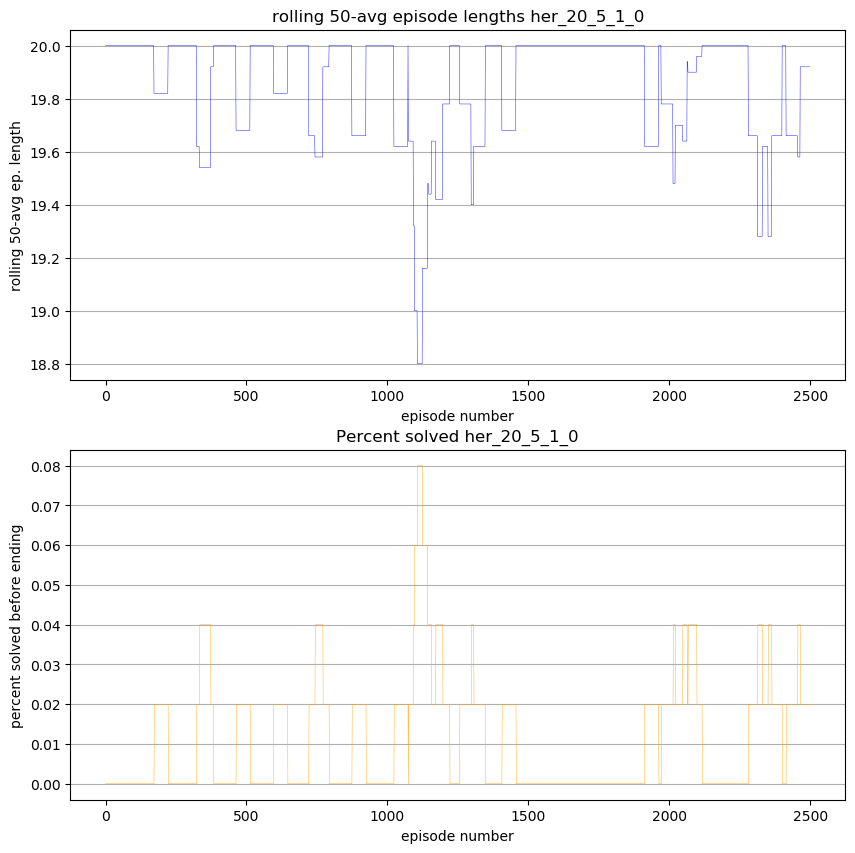 rolling 50-avg episode lengths her_20_5_1_0
20.0
19.8
19.6
19.4
19.2
19.0
18.8
rolling 50-avg ep. length
0 500 1000 1500 2000 2500
episode number
Percent solved her_20_5_1_0
0.08
0.07
0.06
0.05
0.04
0.03
0.02
0.01
0.00
percent solved before ending
0 500 1000 1500 2000 2500
episode number